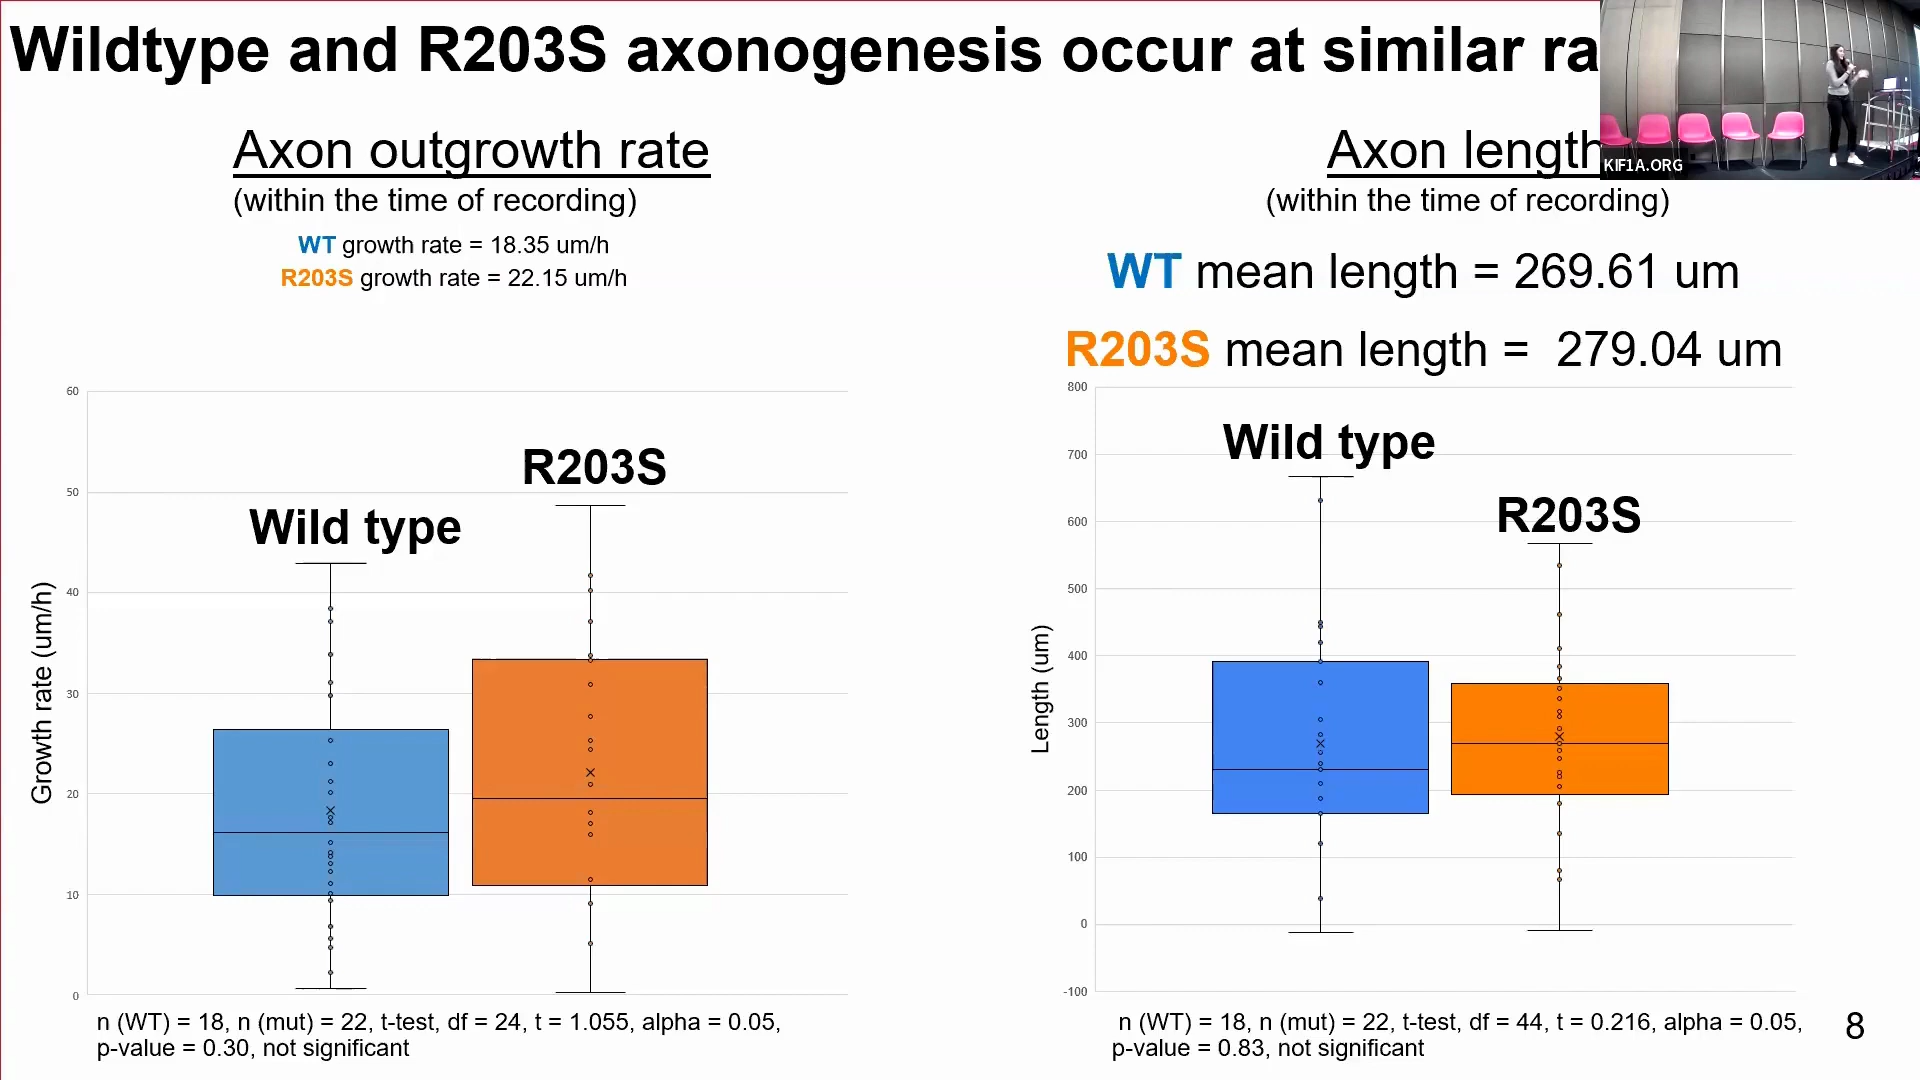 Wildtype and R203S axonogenesis occur at similar ra
KIF1A.ORG
Axon outgrowth rate
(within the time of recording)
WT growth rate = 18.35 um/h
R203S growth rate = 22.15 um/h
60
50
40
30
20
10
0
Growth rate (um/h)
Wild type
R203S
n (WT) = 18, n (mut) = 22, t-test, df = 24, t = 1.055, alpha = 0.05,
p-value = 0.30, not significant
Axon length
(within the time of recording)
WT mean length = 269.61 um
R203S mean length = 279.04 um
800
700
600
500
400
300
200
100
0
-100
Length (um)
Wild type
R203S
n (WT) = 18, n (mut) = 22, t-test, df = 44, t = 0.216, alpha = 0.05,
p-value = 0.83, not significant
8